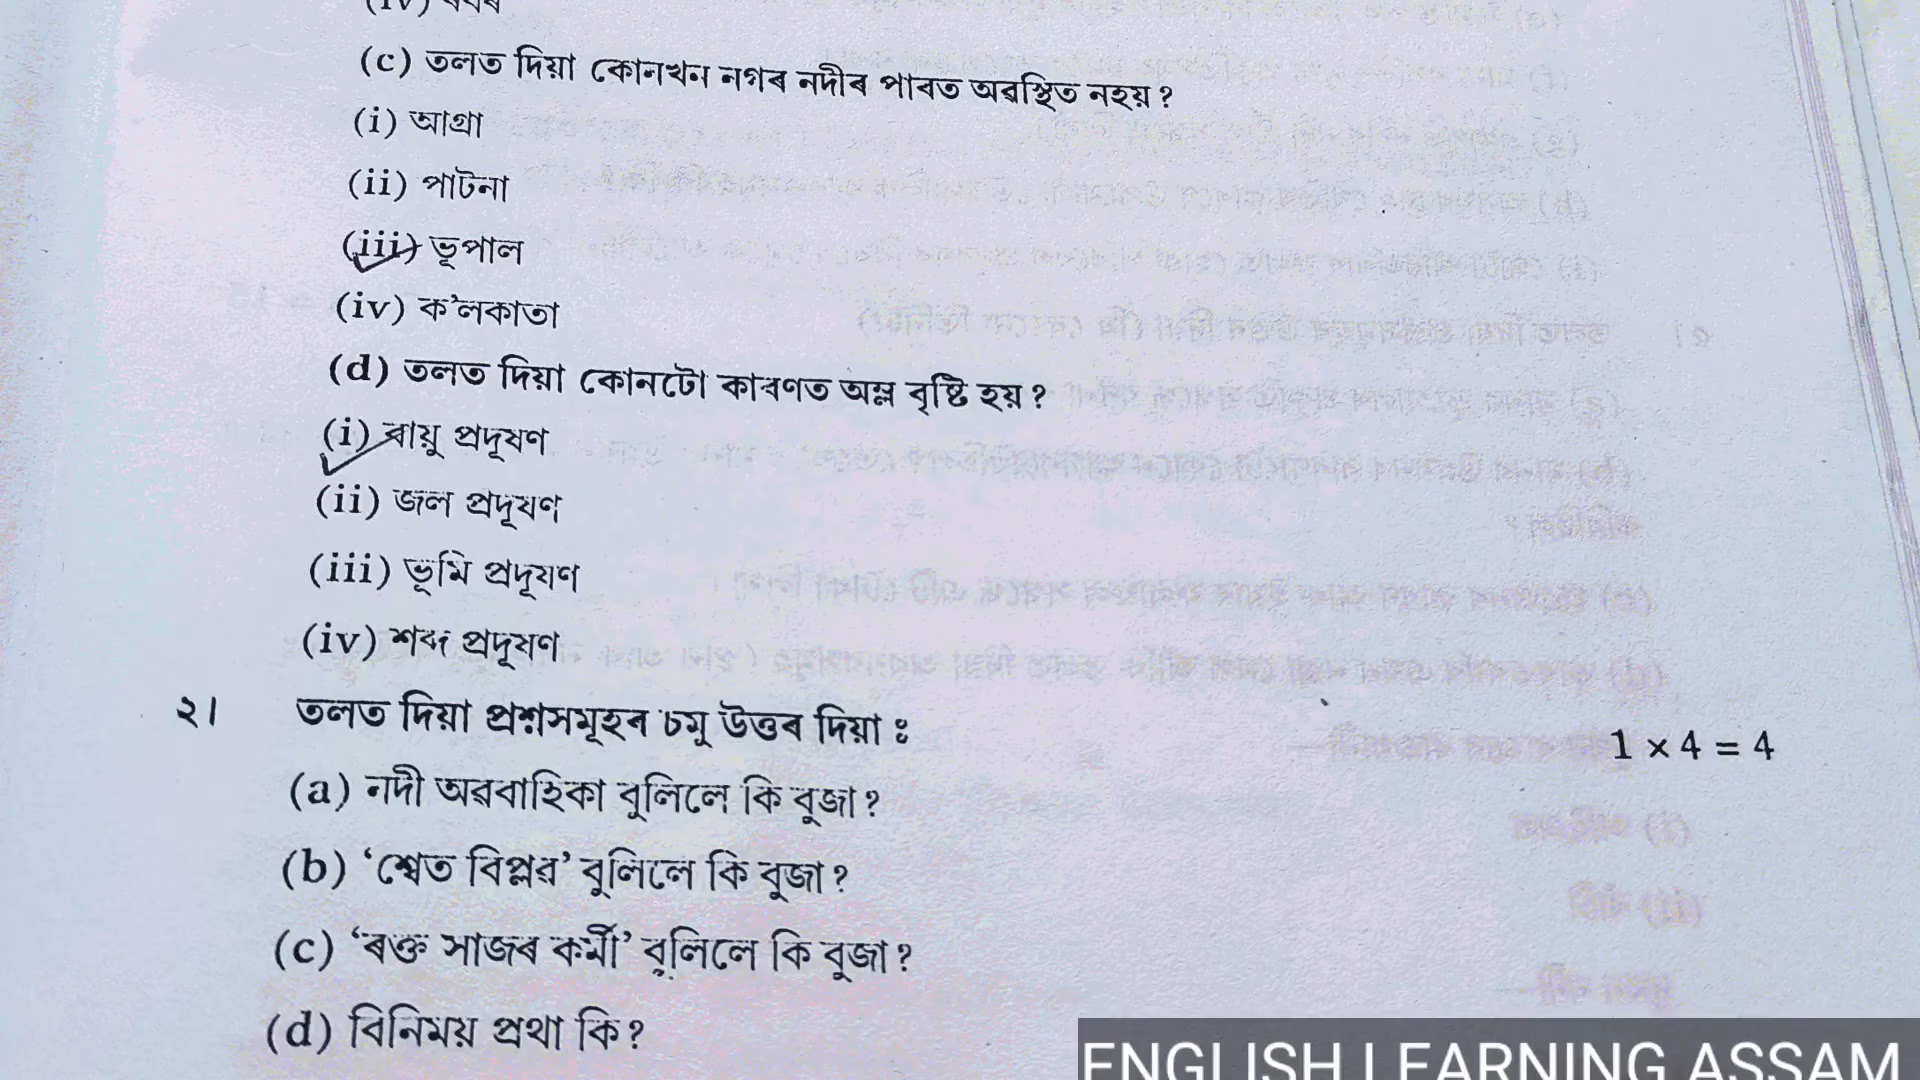 (iv) ৰবৰ
(c) তলত দিয়া কোনখন নগৰ নদীৰ পাৰত অৱস্থিত নহয় ?
(i) আগ্ৰা
(ii) পাটনা
(iii) ভূপাল
(iv) ক’লকাতা
(d) তলত দিয়া কোনটো কাৰণত অম্ল বৃষ্টি হয় ?
(i) বায়ু প্ৰদূষণ
(ii) জল প্ৰদূষণ
(iii) ভূমি প্ৰদূষণ
(iv) শব্দ প্ৰদূষণ
২। তলত দিয়া প্ৰশ্নসমূহৰ চমু উত্তৰ দিয়া ঃ 1 × 4 = 4
(a) নদী অৱবাহিকা বুলিলে কি বুজা ?
(b) ‘শ্বেত বিপ্লৱ’ বুলিলে কি বুজা ?
(c) ‘ৰক্ত সাজৰ কৰ্মী’ বুলিলে কি বুজা ?
(d) বিনিময় প্ৰথা কি ?
ENGLISH LEARNING ASSAM